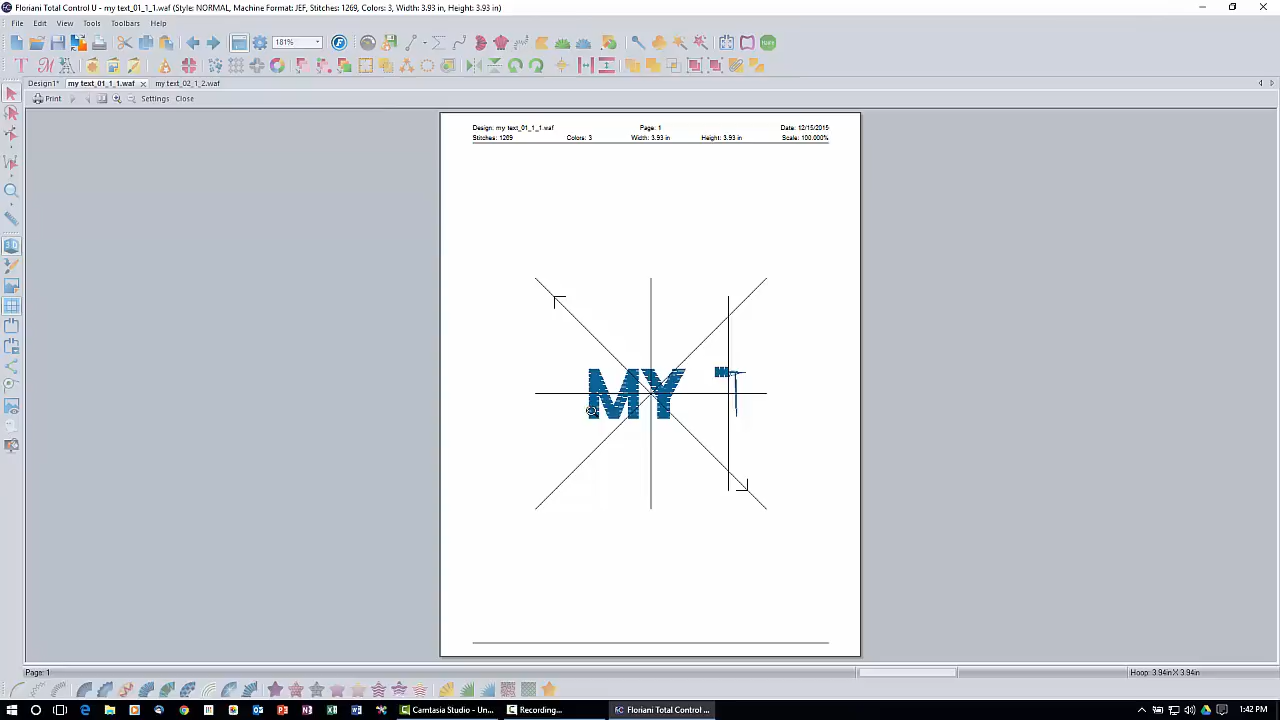 Floriani Total Control U - my text_01_1_1.waf (Style: NORMAL, Machine Format: JEF, Stitches: 1269, Colors: 3, Width: 3.93 in, Height: 3.93 in)
File Edit View Tools Toolbars Help
181%
Design1* my text_01_1_1.waf my text_02_1_2.waf
Print Settings Close
Design: my text_01_1_1.waf Page: 1 Date: 12/15/2015
Stitches: 1269 Colors: 3 Width: 3.93 in Height: 3.93 in Scale: 100.000%
MY T
Page: 1 Hoop: 3.94in X 3.94in
Camtasia Studio - Un... Recording... Floriani Total Control ... 1:42 PM